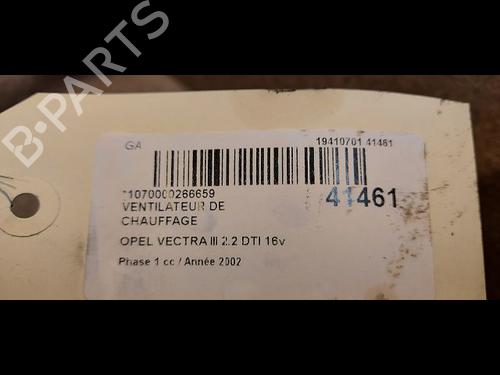 B-PARTS
GA
19410701 41461
*1070000266659
41461
VENTILATEUR DE
CHAUFFAGE
OPEL VECTRA III 2.2 DTI 16v
Phase 1 cc / Année 2002